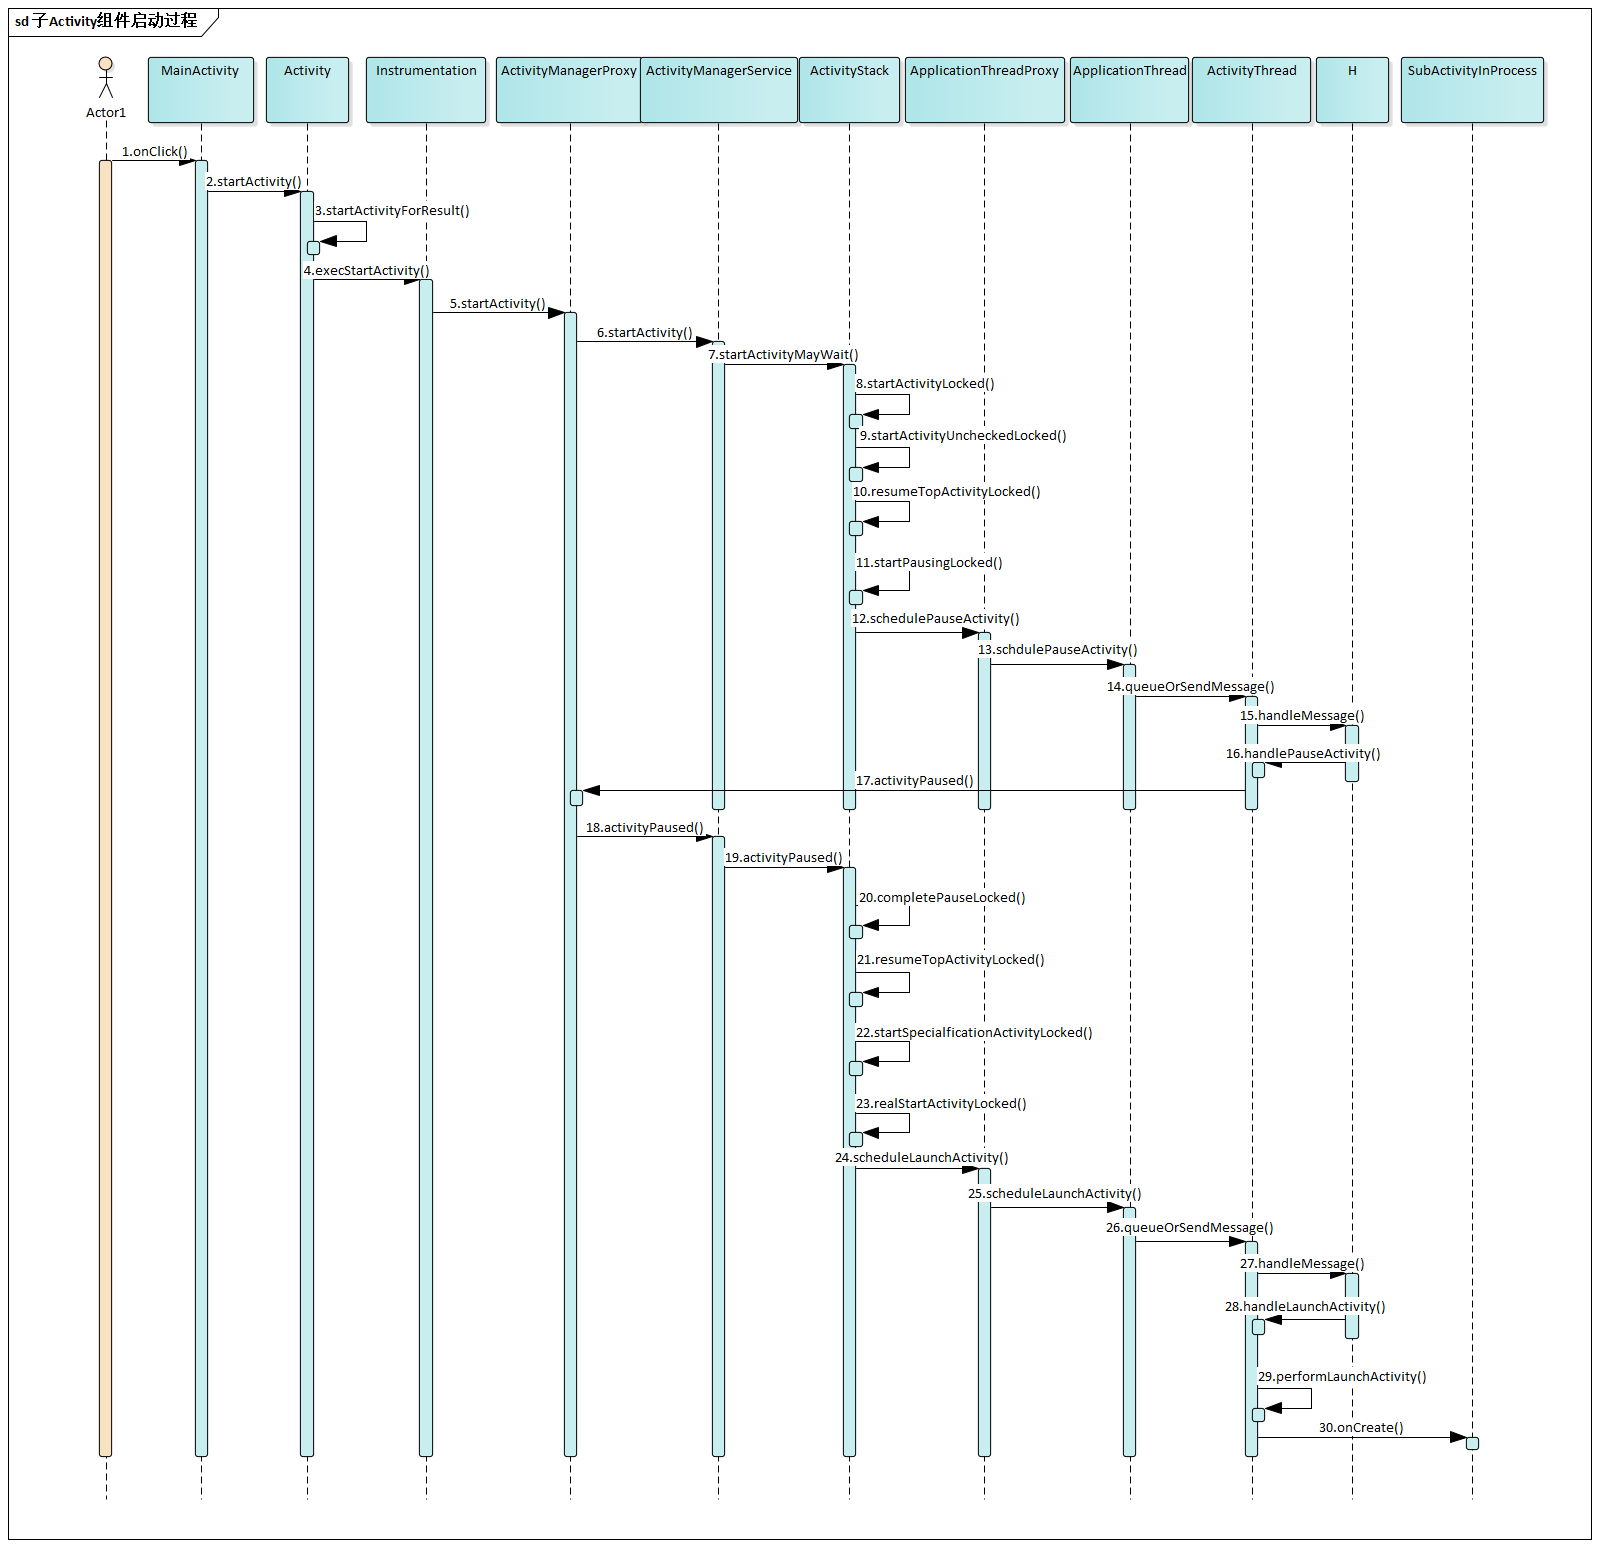 sd 子Activity组件启动过程
Actor1
MainActivity
Activity
Instrumentation
ActivityManagerProxy
ActivityManagerService
ActivityStack
ApplicationThreadProxy
ApplicationThread
ActivityThread
H
SubActivityInProcess
1.onClick()
2.startActivity()
3.startActivityForResult()
4.execStartActivity()
5.startActivity()
6.startActivity()
7.startActivityMayWait()
8.startActivityLocked()
9.startActivityUncheckedLocked()
10.resumeTopActivityLocked()
11.startPausingLocked()
12.schedulePauseActivity()
13.schdulePauseActivity()
14.queueOrSendMessage()
15.handleMessage()
16.handlePauseActivity()
17.activityPaused()
18.activityPaused()
19.activityPaused()
20.completePauseLocked()
21.resumeTopActivityLocked()
22.startSpecialficationActivityLocked()
23.realStartActivityLocked()
24.scheduleLaunchActivity()
25.scheduleLaunchActivity()
26.queueOrSendMessage()
27.handleMessage()
28.handleLaunchActivity()
29.performLaunchActivity()
30.onCreate()